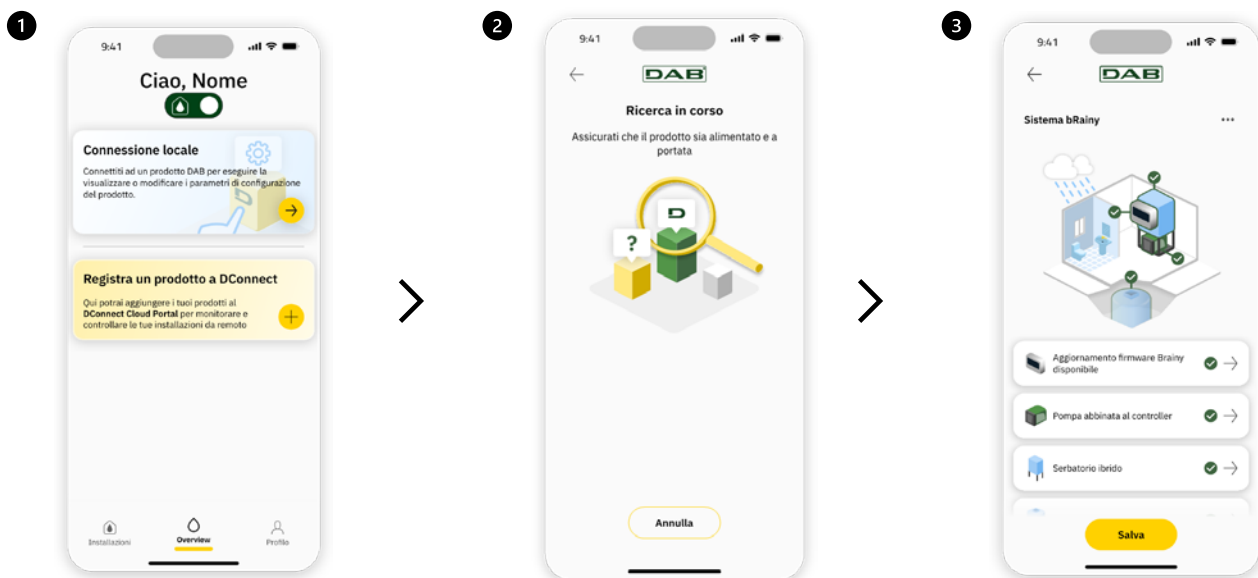 1
9:41
Ciao, Nome
Connessione locale
Connettiti ad un prodotto DAB per eseguire la
visualizzare o modificare i parametri di configurazione
del prodotto.
D
Registra un prodotto a DConnect
Qui potrai aggiungere i tuoi prodotti al
DConnect Cloud Portal per monitorare e
controllare le tue installazioni da remoto
Installazioni
Overview
Profilo
2
9:41
DAB
Ricerca in corso
Assicurati che il prodotto sia alimentato e a
portata
D
?
Annulla
3
9:41
DAB
Sistema bRainy
Aggiornamento firmware Brainy
disponibile
Pompa abbinata al controller
Serbatorio ibrido
Salva